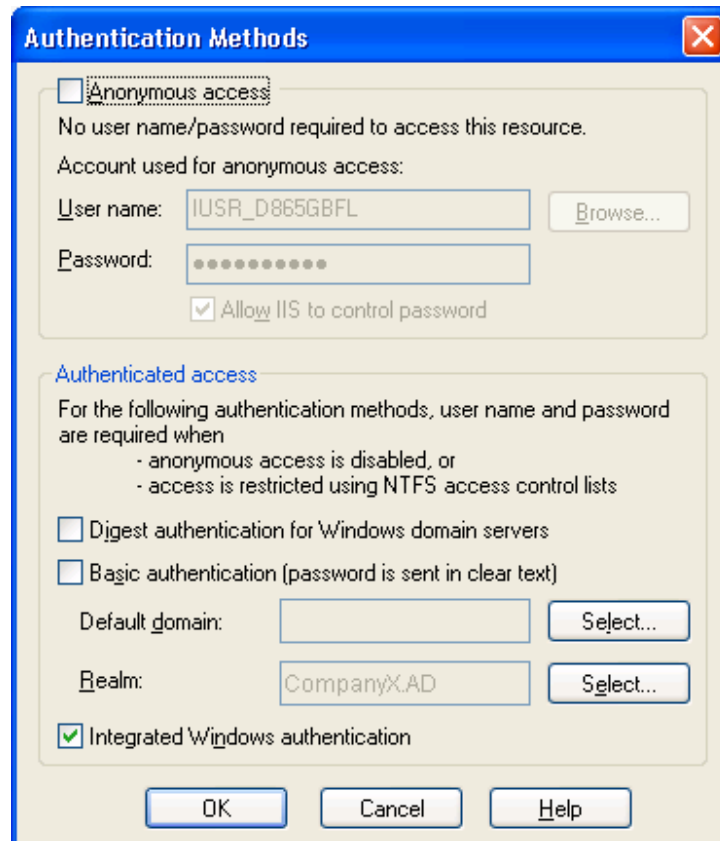 Authentication Methods
Anonymous access
No user name/password required to access this resource.
Account used for anonymous access:
User name: IUSR_D865GBFL Browse...
Password: ●●●●●●●●●●
Allow IIS to control password
Authenticated access
For the following authentication methods, user name and password
are required when
- anonymous access is disabled, or
- access is restricted using NTFS access control lists
Digest authentication for Windows domain servers
Basic authentication (password is sent in clear text)
Default domain: Select...
Realm: CompanyX.AD Select...
Integrated Windows authentication
OK Cancel Help